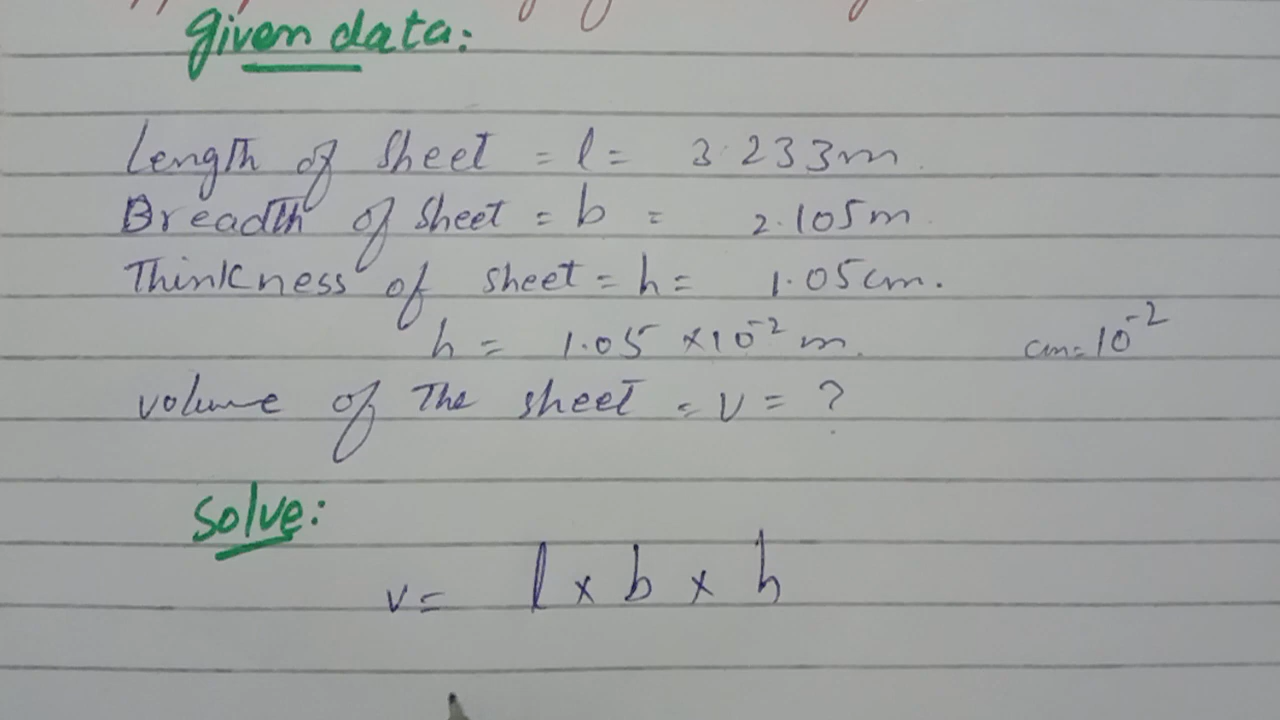 given data:
Length of sheet = l = 3.233m.
Breadth of sheet = b = 2.105m.
Thinkness of sheet = h = 1.05cm.
h = 1.05 ×10⁻² m. cm=10⁻²
volume of The sheet = v = ?
Solve:
v= l × b × h